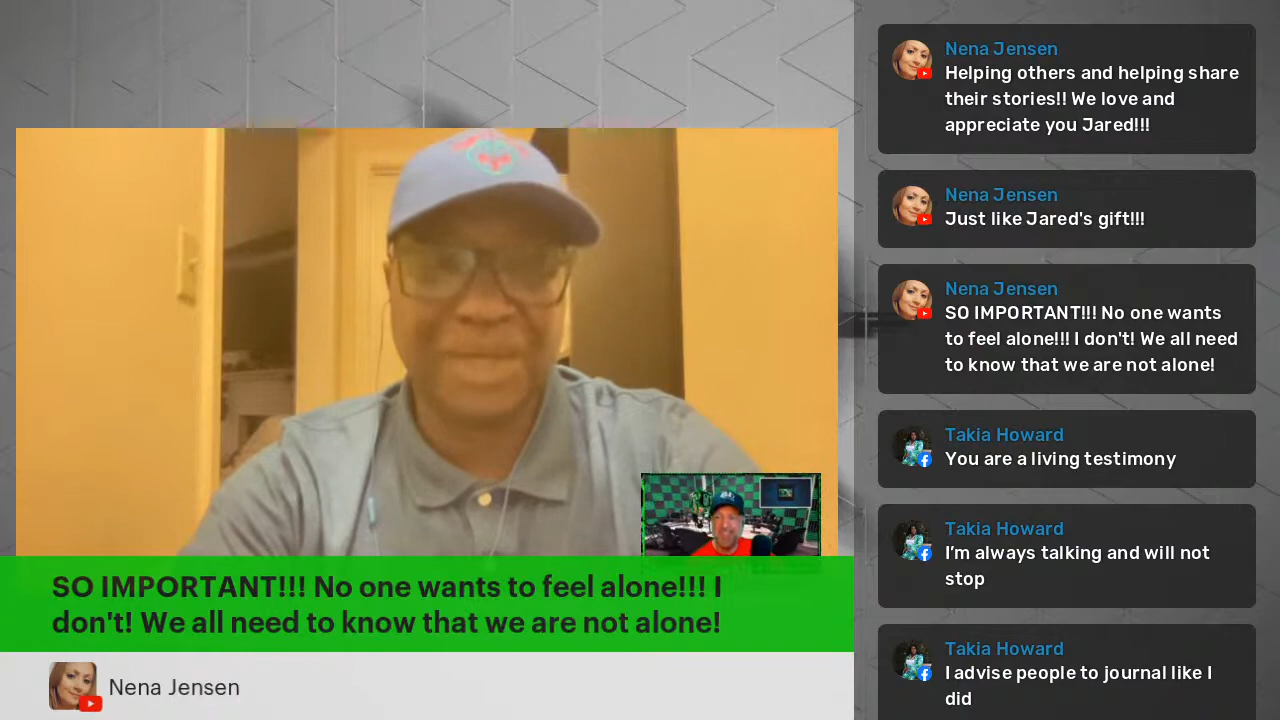 SO IMPORTANT!!! No one wants to feel alone!!! I
don't! We all need to know that we are not alone!
Nena Jensen
Nena Jensen
Helping others and helping share
their stories!! We love and
appreciate you Jared!!!
Nena Jensen
Just like Jared's gift!!!
Nena Jensen
SO IMPORTANT!!! No one wants
to feel alone!!! I don't! We all need
to know that we are not alone!
Takia Howard
You are a living testimony
Takia Howard
I’m always talking and will not
stop
Takia Howard
I advise people to journal like I
did